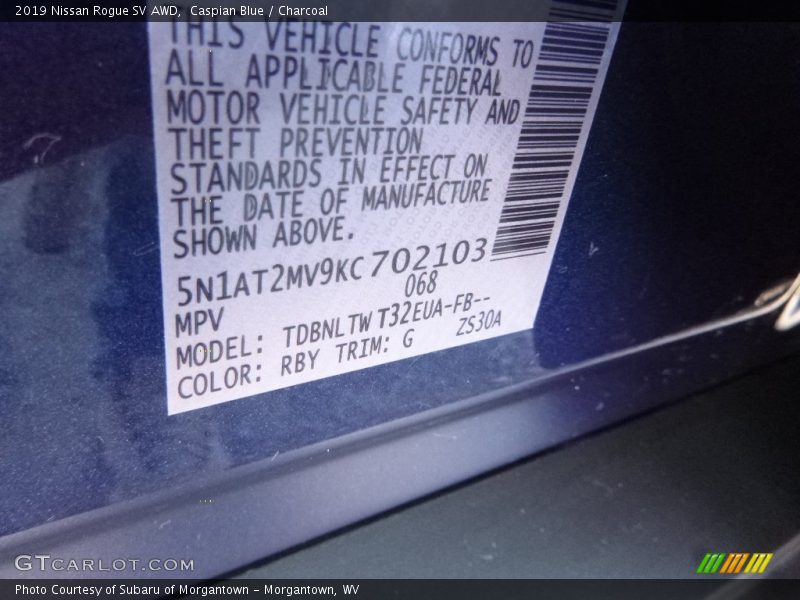 2019 Nissan Rogue SV AWD,  Caspian Blue / Charcoal
THIS VEHICLE CONFORMS TO
ALL APPLICABLE FEDERAL
MOTOR VEHICLE SAFETY AND
THEFT PREVENTION
STANDARDS IN EFFECT ON
THE DATE OF MANUFACTURE
SHOWN ABOVE.
5N1AT2MV9KC702103
MPV 068
MODEL: TDBNLTW T32EUA-FB--
COLOR: RBY TRIM: G ZS30A
GTCARLOT.COM
Photo Courtesy of Subaru of Morgantown - Morgantown, WV